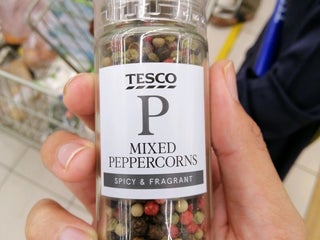 TESCO
P
MIXED
PEPPERCORNS
SPICY & FRAGRANT